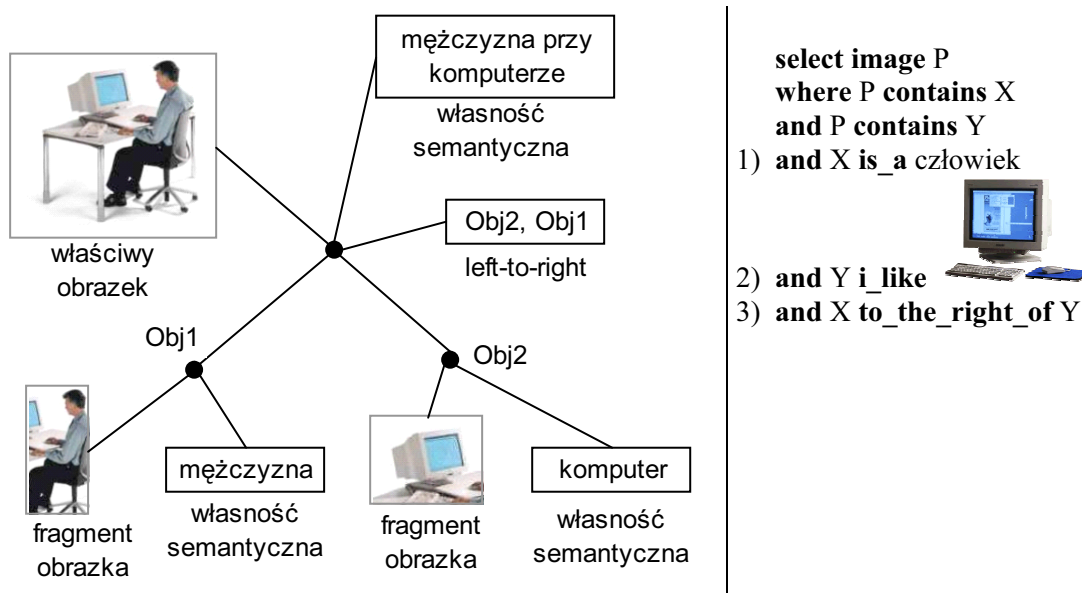 mężczyzna przy
komputerze
własność
semantyczna
właściwy
obrazek
Obj2, Obj1
left-to-right
Obj1
Obj2
mężczyzna
własność
semantyczna
fragment
obrazka
komputer
własność
semantyczna
fragment
obrazka
select image P
where P contains X
and P contains Y
1) and X is_a człowiek
2) and Y i_like
3) and X to_the_right_of Y